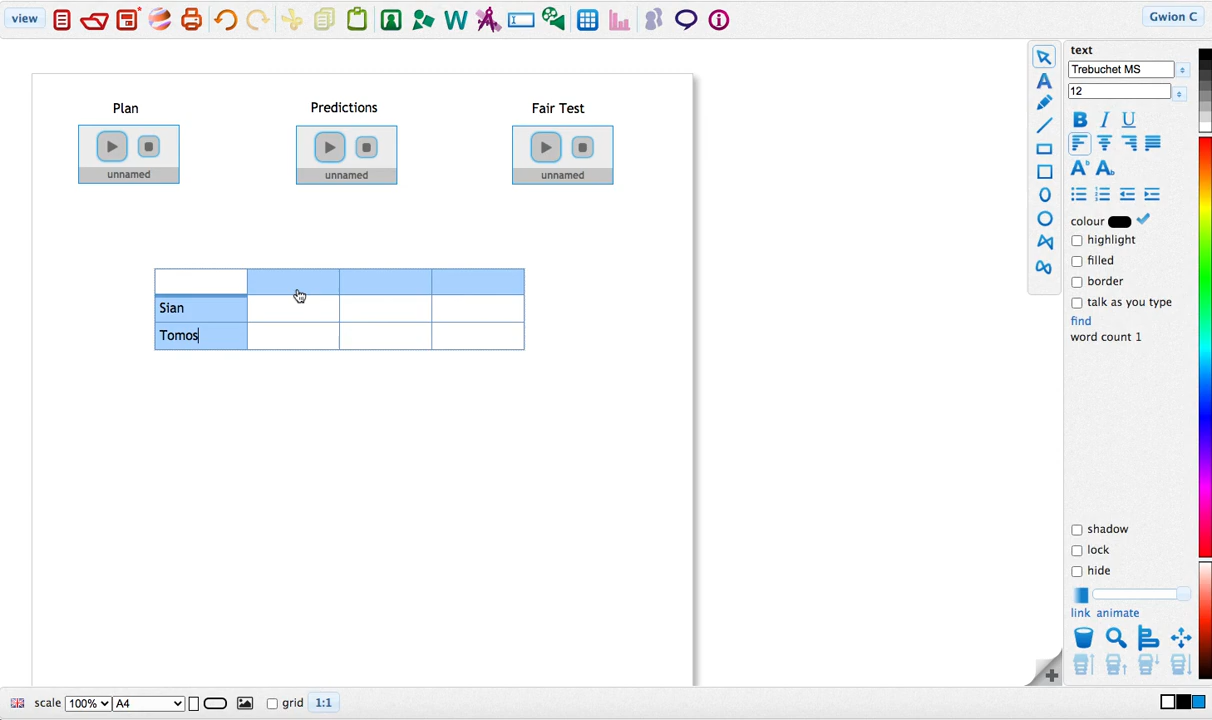 view
Gwion C
text
Trebuchet MS
12
Plan
Predictions
Fair Test
unnamed
unnamed
unnamed
Sian
Tomos
colour
highlight
filled
border
talk as you type
find
word count 1
shadow
lock
hide
link animate
scale 100% A4 grid 1:1